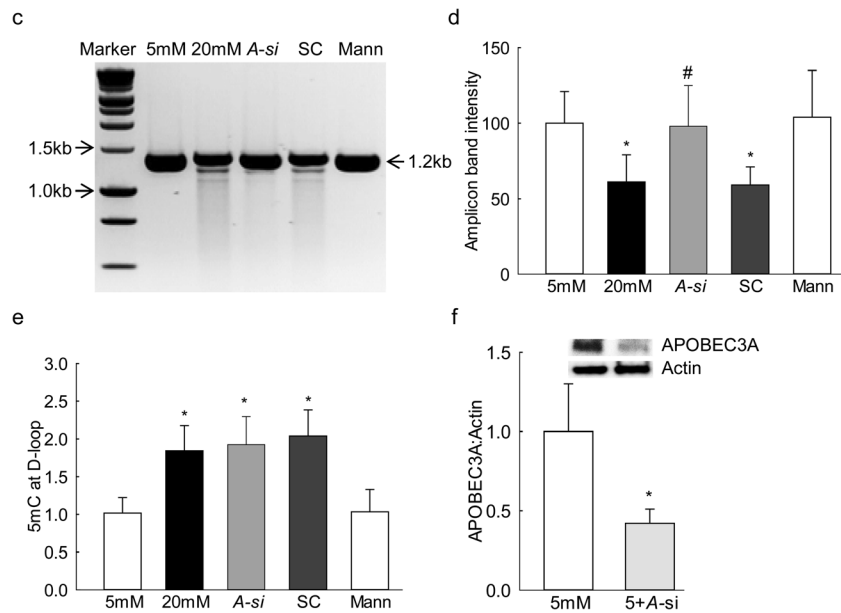 c
Marker 5mM 20mM A-si SC Mann
1.5kb
1.0kb
1.2kb
d
Amplicon band intensity
150
100
50
0
*
#
*
5mM 20mM A-si SC Mann
e
5mC at D-loop
3.0
2.5
2.0
1.5
1.0
0.5
0.0
*
*
*
5mM 20mM A-si SC Mann
f
APOBEC3A
Actin
APOBEC3A:Actin
1.5
1.0
0.5
0.0
*
5mM 5+A-si